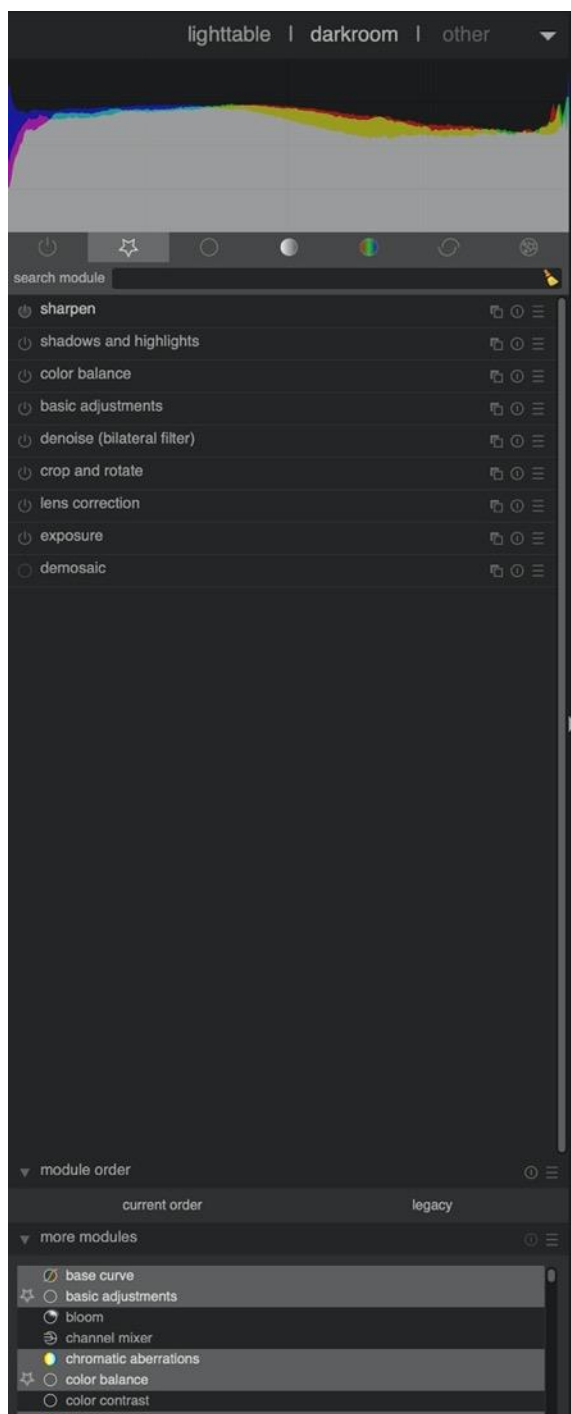 lighttable | darkroom | other
search module
sharpen
shadows and highlights
color balance
basic adjustments
denoise (bilateral filter)
crop and rotate
lens correction
exposure
demosaic
module order
current order legacy
more modules
base curve
basic adjustments
bloom
channel mixer
chromatic aberrations
color balance
color contrast